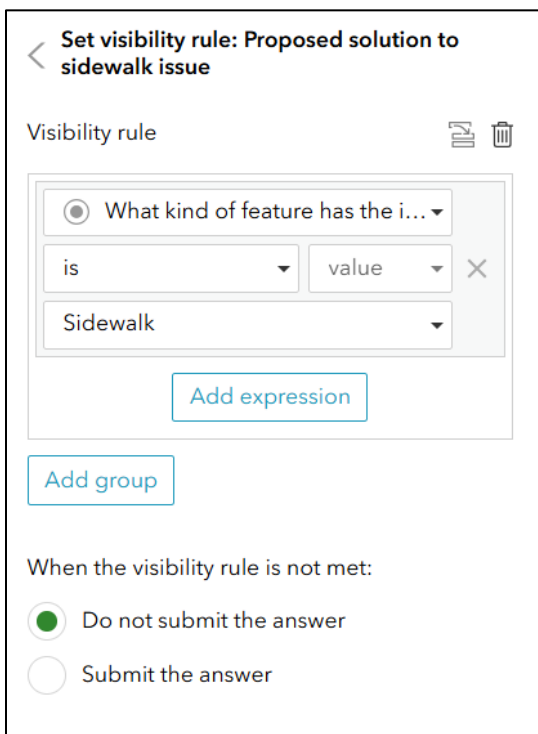 Set visibility rule: Proposed solution to
sidewalk issue
Visibility rule
What kind of feature has the i...
is
value
Sidewalk
Add expression
Add group
When the visibility rule is not met:
Do not submit the answer
Submit the answer